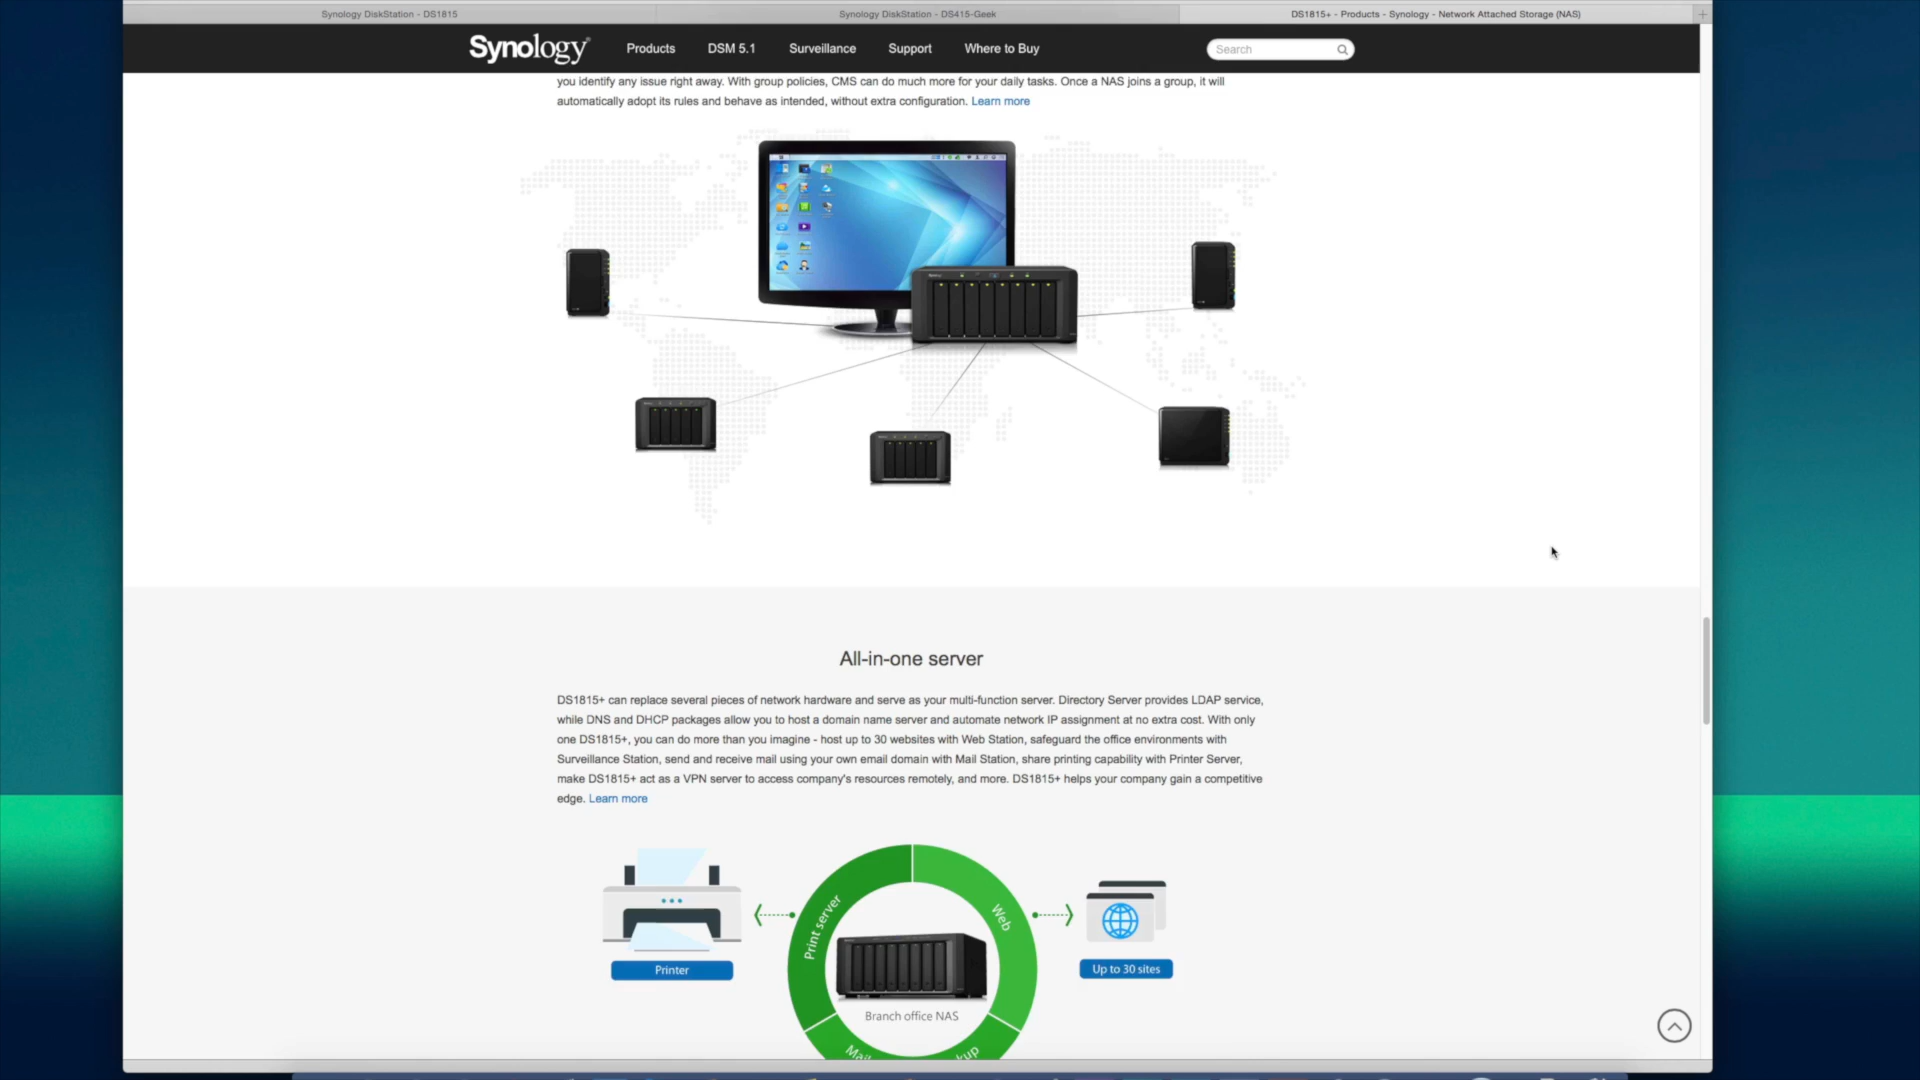 Synology DiskStation - DS1815
Synology DiskStation - DS415-Geek
DS1815+ - Products - Synology - Network Attached Storage (NAS)
Synology
Products
DSM 5.1
Surveillance
Support
Where to Buy
Search
you identify any issue right away. With group policies, CMS can do much more for your daily tasks. Once a NAS joins a group, it will
automatically adopt its rules and behave as intended, without extra configuration. Learn more
All-in-one server
DS1815+ can replace several pieces of network hardware and serve as your multi-function server. Directory Server provides LDAP service,
while DNS and DHCP packages allow you to host a domain name server and automate network IP assignment at no extra cost. With only
one DS1815+, you can do more than you imagine - host up to 30 websites with Web Station, safeguard the office environments with
Surveillance Station, send and receive mail using your own email domain with Mail Station, share printing capability with Printer Server,
make DS1815+ act as a VPN server to access company's resources remotely, and more. DS1815+ helps your company gain a competitive
edge. Learn more
Print server
Web
Printer
Up to 30 sites
Branch office NAS
Mail